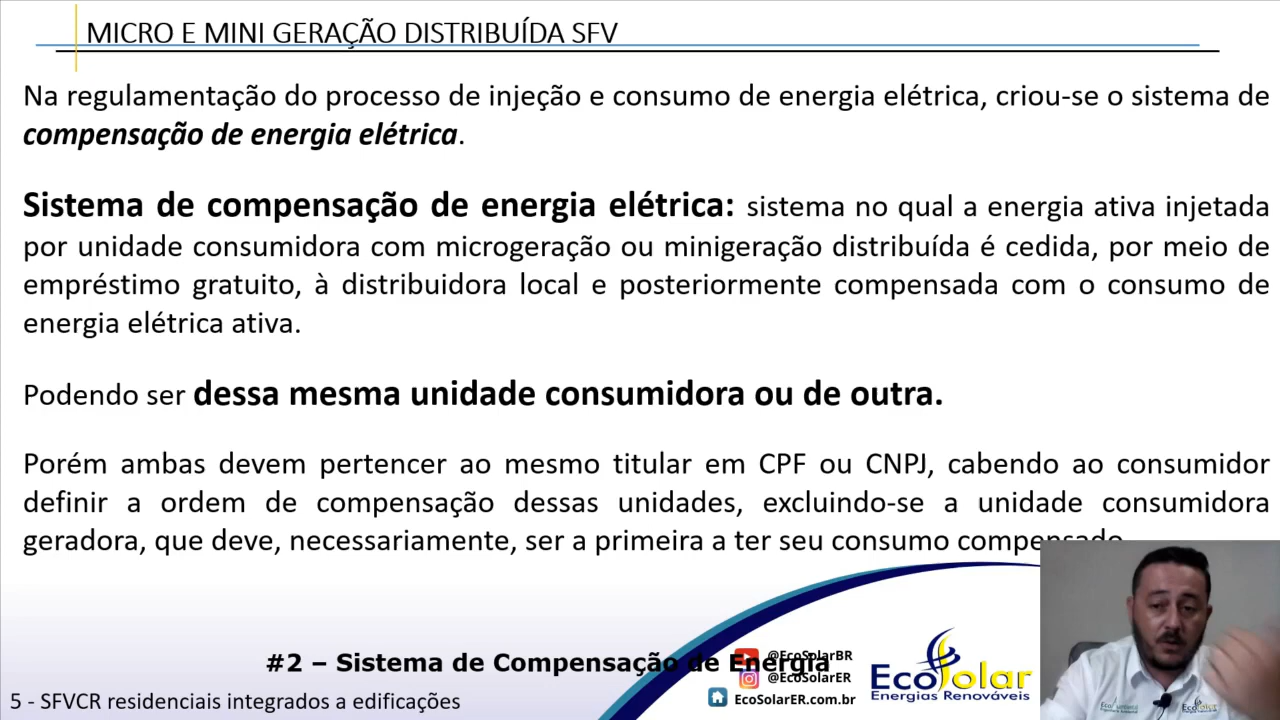 MICRO E MINI GERAÇÃO DISTRIBUÍDA SFV
Na regulamentação do processo de injeção e consumo de energia elétrica, criou-se o sistema de
compensação de energia elétrica.
Sistema de compensação de energia elétrica: sistema no qual a energia ativa injetada
por unidade consumidora com microgeração ou minigeração distribuída é cedida, por meio de
empréstimo gratuito, à distribuidora local e posteriormente compensada com o consumo de
energia elétrica ativa.
Podendo ser dessa mesma unidade consumidora ou de outra.
Porém ambas devem pertencer ao mesmo titular em CPF ou CNPJ, cabendo ao consumidor
definir a ordem de compensação dessas unidades, excluindo-se a unidade consumidora
geradora, que deve, necessariamente, ser a primeira a ter seu consumo compensado.
#2 – Sistema de Compensação de Energia
@EcoSolarBR
@EcoSolarER
EcoSolarER.com.br
EcoSolar
Energias Renováveis
5 - SFVCR residenciais integrados a edificações